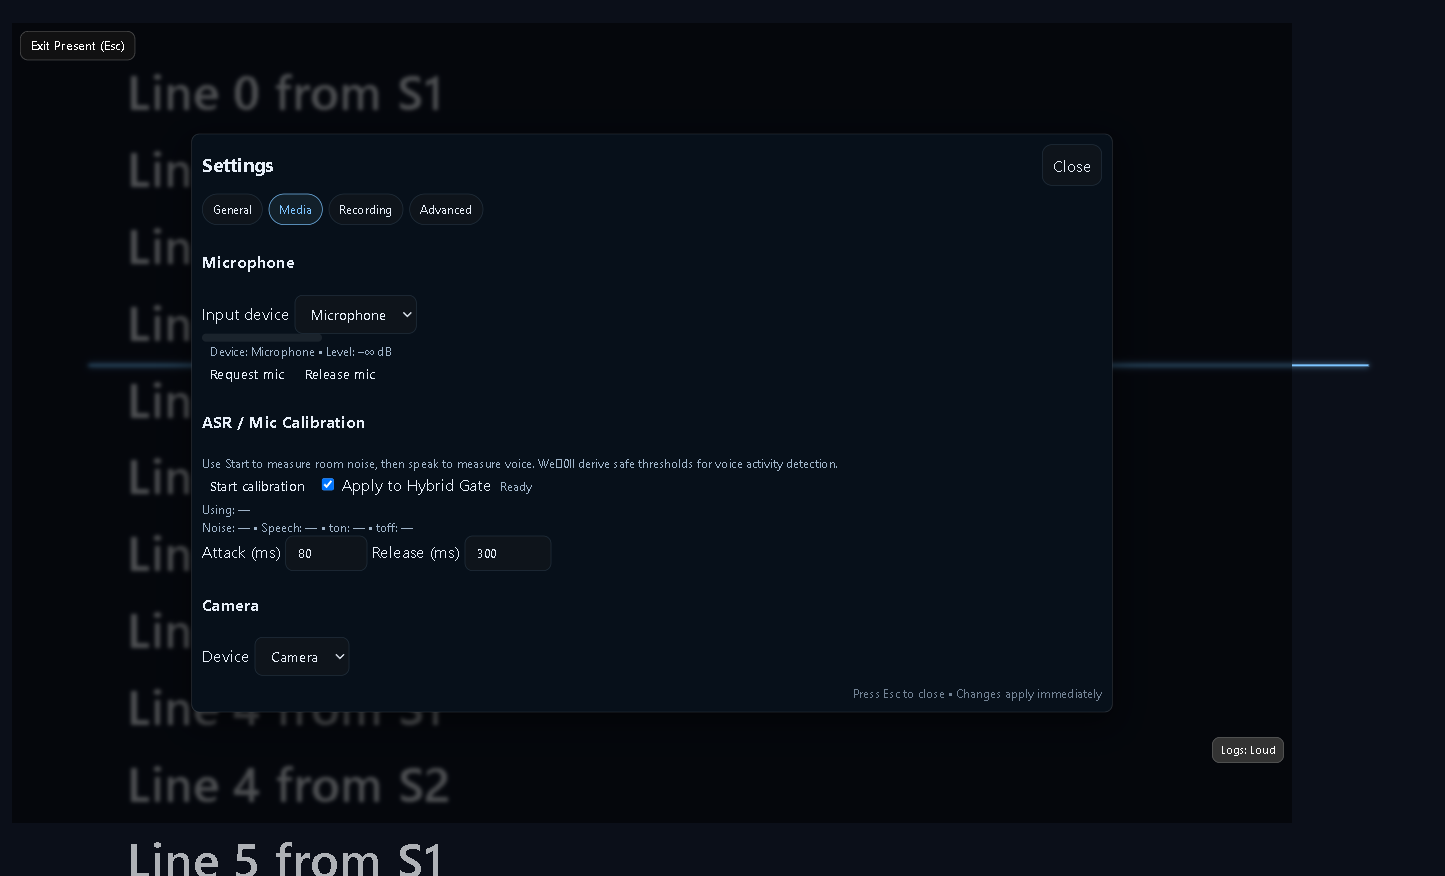 Exit Present (Esc)
Line 0 from S1
Lin
Settings
Close
General Media Recording Advanced
Lin
Microphone
Input device Microphone
Lin
Device: Microphone • Level: −∞ dB
Request mic Release mic
Lin
ASR / Mic Calibration
Use Start to measure room noise, then speak to measure voice. We□0ll derive safe thresholds for voice activity detection.
Lin
Start calibration Apply to Hybrid Gate Ready
Using: —
Noise: — • Speech: — • ton: — • toff: —
Attack (ms) 80 Release (ms) 300
Lin
Camera
Lin
Device Camera
Press Esc to close • Changes apply immediately
Line 4 from S1
Logs: Loud
Line 4 from S2
Line 5 from S1